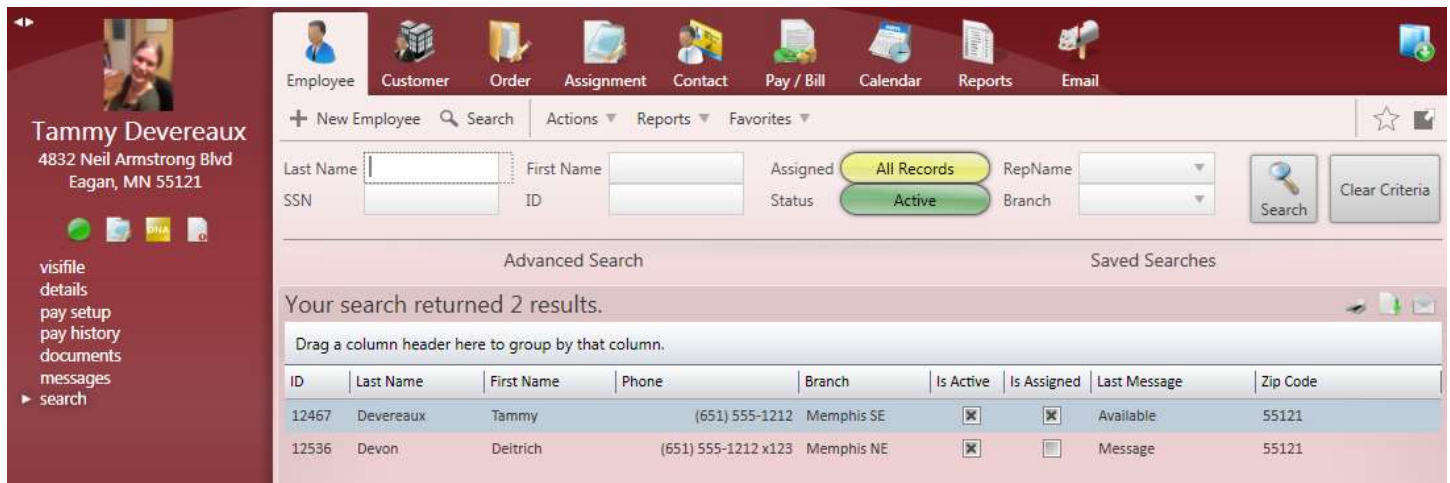 Tammy Devereaux
4832 Neil Armstrong Blvd
Eagan, MN 55121
DNA
visifile
details
pay setup
pay history
documents
messages
search
Employee Customer Order Assignment Contact Pay / Bill Calendar Reports Email
New Employee Search Actions Reports Favorites
Last Name First Name Assigned All Records RepName
SSN ID Status Active Branch
Search Clear Criteria
Advanced Search Saved Searches
Your search returned 2 results.
Drag a column header here to group by that column.
ID Last Name First Name Phone Branch Is Active Is Assigned Last Message Zip Code
12467 Devereaux Tammy (651) 555-1212 Memphis SE Available 55121
12536 Devon Deitrich (651) 555-1212 x123 Memphis NE Message 55121